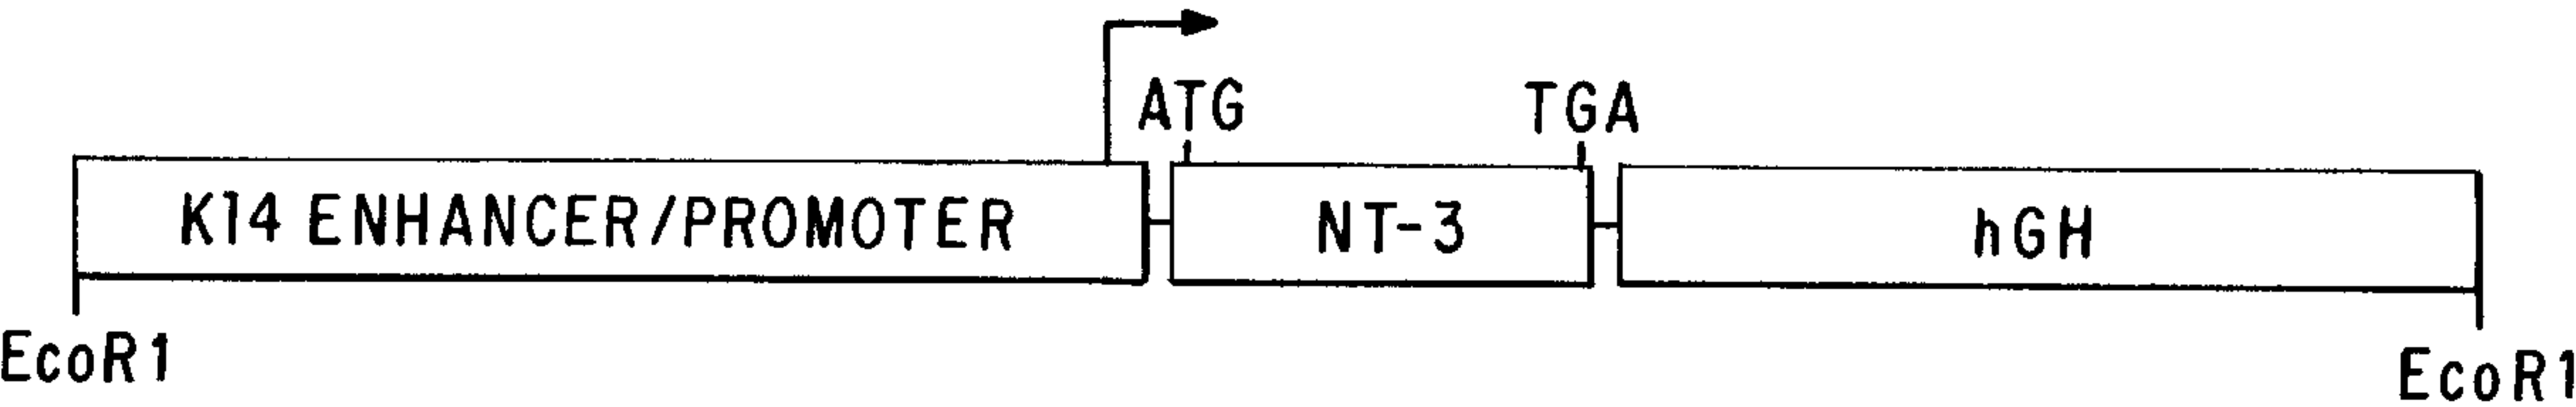 ATG TGA
K14 ENHANCER/PROMOTER NT-3 hGH
EcoR1 EcoR1